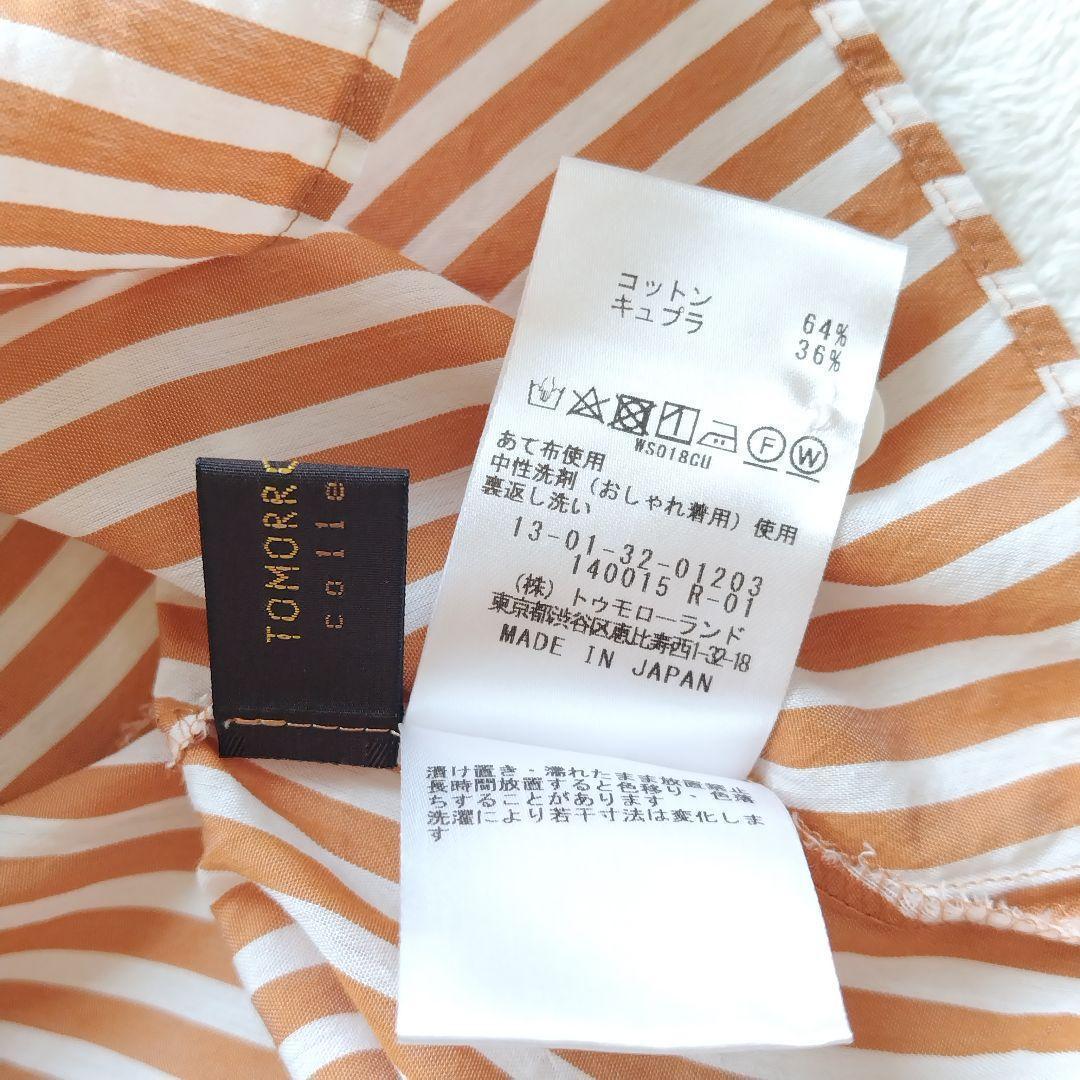 TOMORR
colle
コットン 64%
キュプラ 36%
WS018CU
F W
あて布使用
中性洗剤（おしゃれ着用）使用
裏返し洗い
13-01-32-01203
140015 R-01
（株）トゥモローランド
東京都渋谷区恵比寿西1-32-18
MADE IN JAPAN
漬け置き・濡れたまま放置禁止
長時間放置すると色移り、色落
ちすることがあります
洗濯により若干寸法は変化しま
す